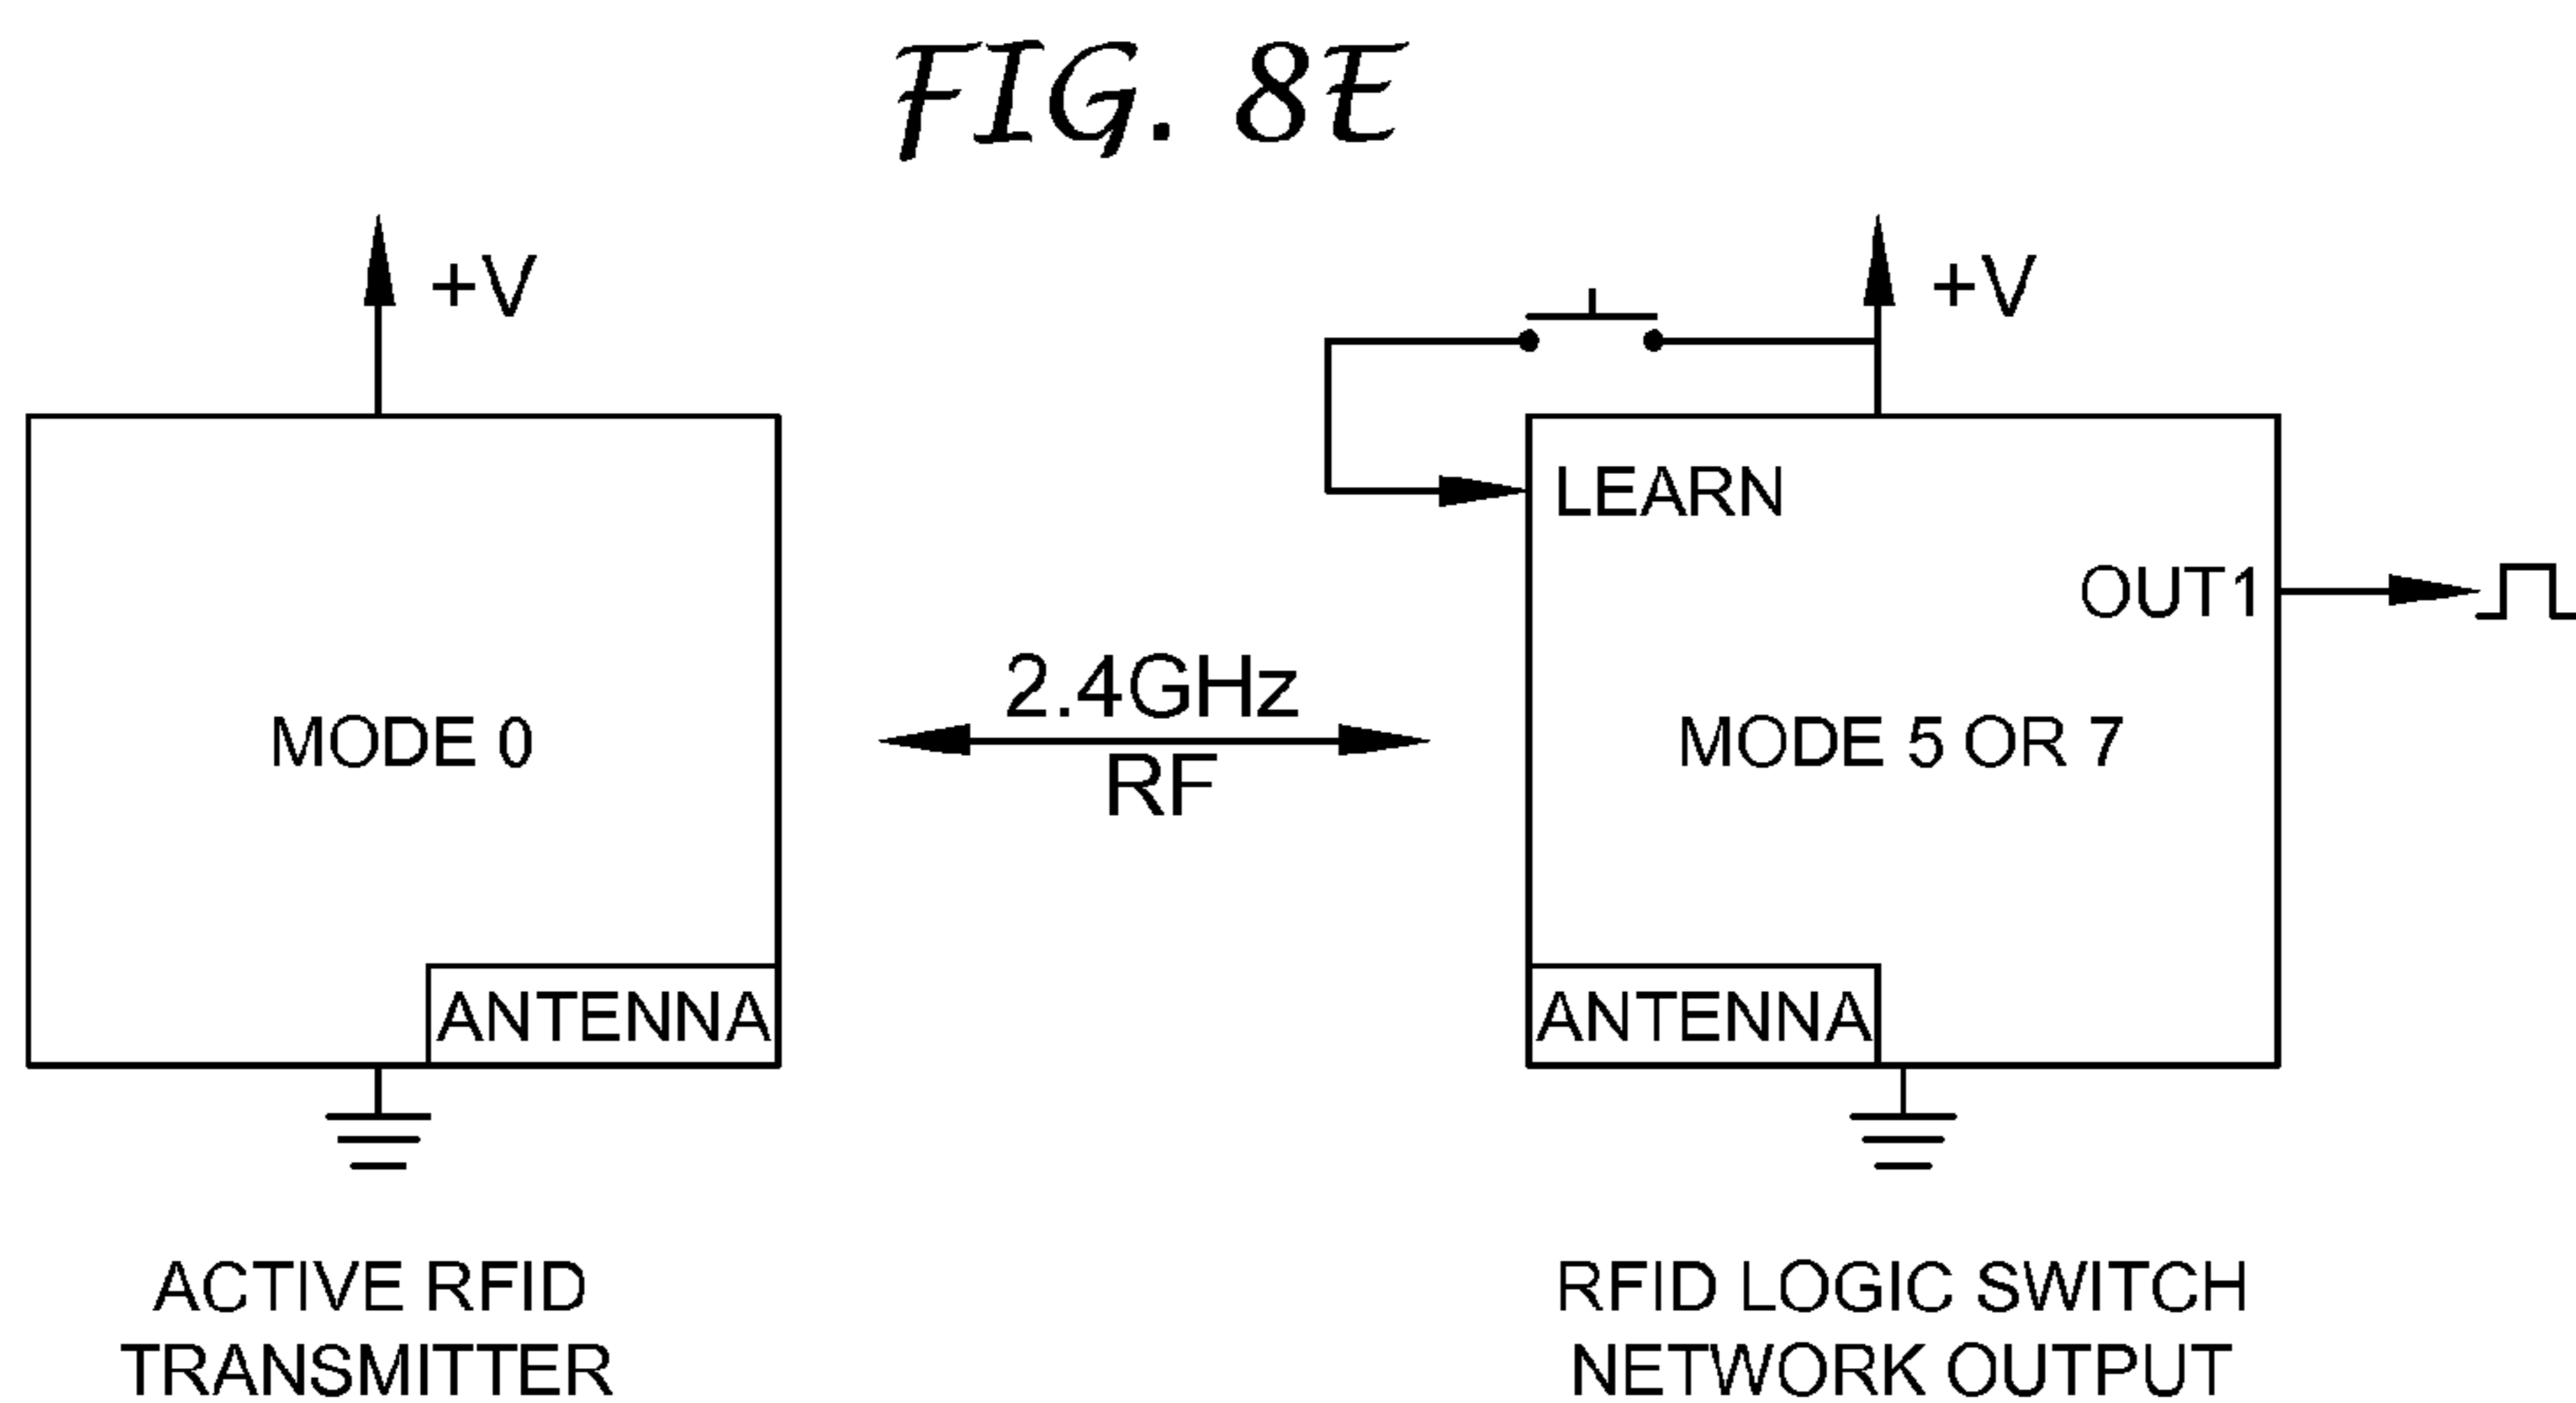 FIG. 8E
+V
+V
LEARN
OUT1
2.4GHz
RF
MODE 0
MODE 5 OR 7
ANTENNA
ANTENNA
ACTIVE RFID
TRANSMITTER
RFID LOGIC SWITCH
NETWORK OUTPUT